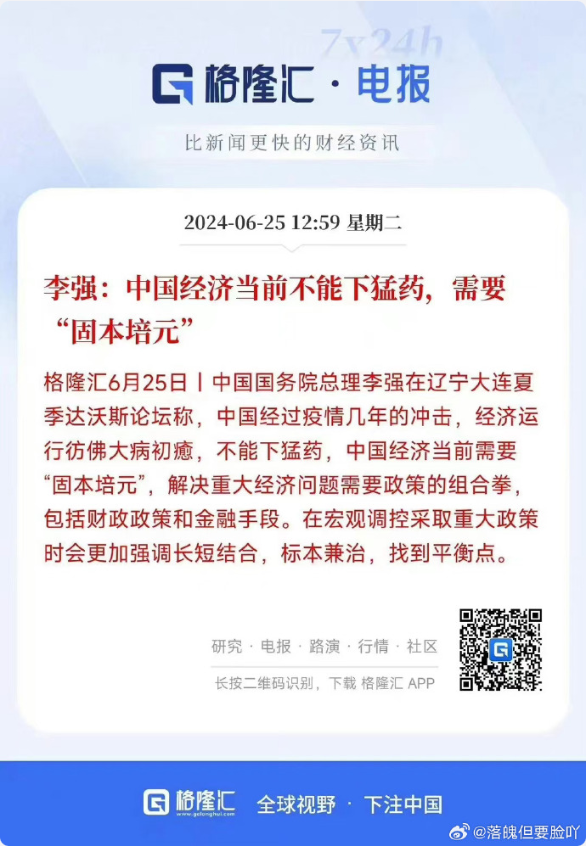 7x24h
格隆汇·电报
比新闻更快的财经资讯
2024-06-25 12:59 星期二
李强：中国经济当前不能下猛药，需要
“固本培元”
格隆汇6月25日丨中国国务院总理李强在辽宁大连夏
季达沃斯论坛称，中国经过疫情几年的冲击，经济运
行彷佛大病初癒，不能下猛药，中国经济当前需要
“固本培元”，解决重大经济问题需要政策的组合拳，
包括财政政策和金融手段。在宏观调控采取重大政策
时会更加强调长短结合，标本兼治，找到平衡点。
研究·电报·路演·行情·社区
长按二维码识别，下载 格隆汇 APP
格隆汇
www.gelonghui.com
全球视野·下注中国
@落魄但要脸吖